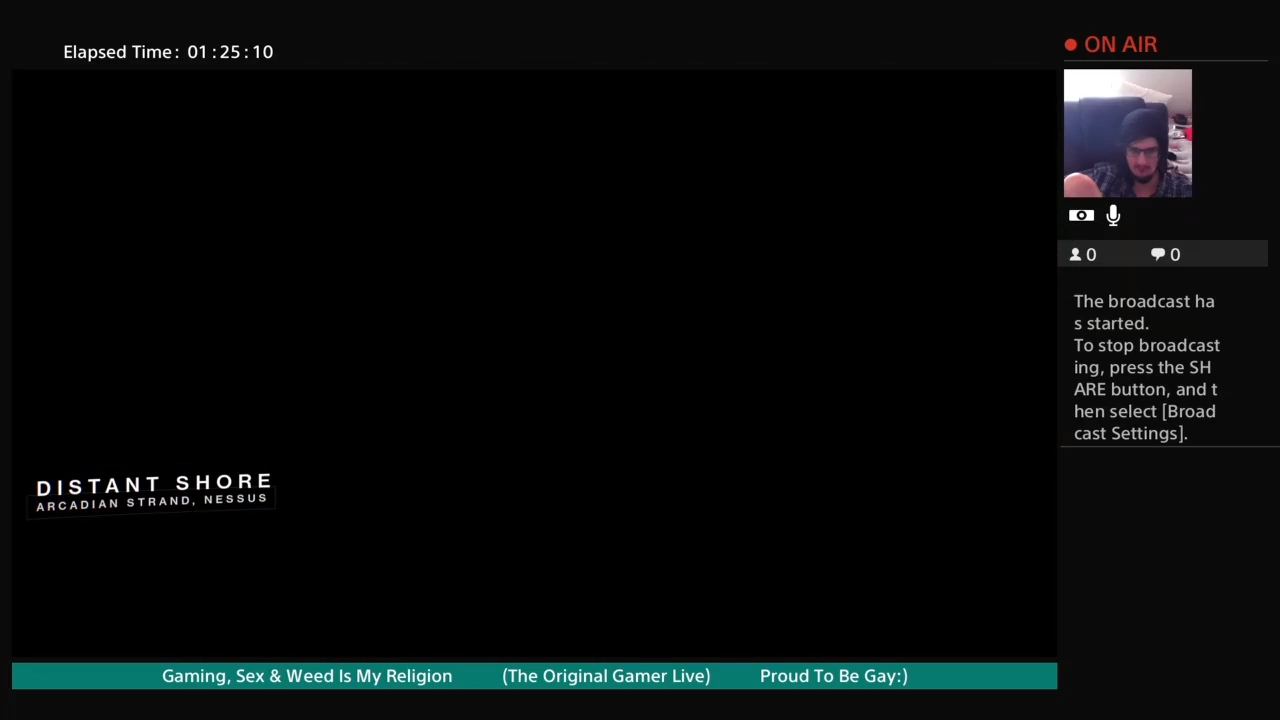 Elapsed Time: 01:25:10
ON AIR
0 0
The broadcast ha
s started.
To stop broadcast
ing, press the SH
ARE button, and t
hen select [Broad
cast Settings].
DISTANT SHORE
ARCADIAN STRAND, NESSUS
Gaming, Sex & Weed Is My Religion (The Original Gamer Live) Proud To Be Gay:)